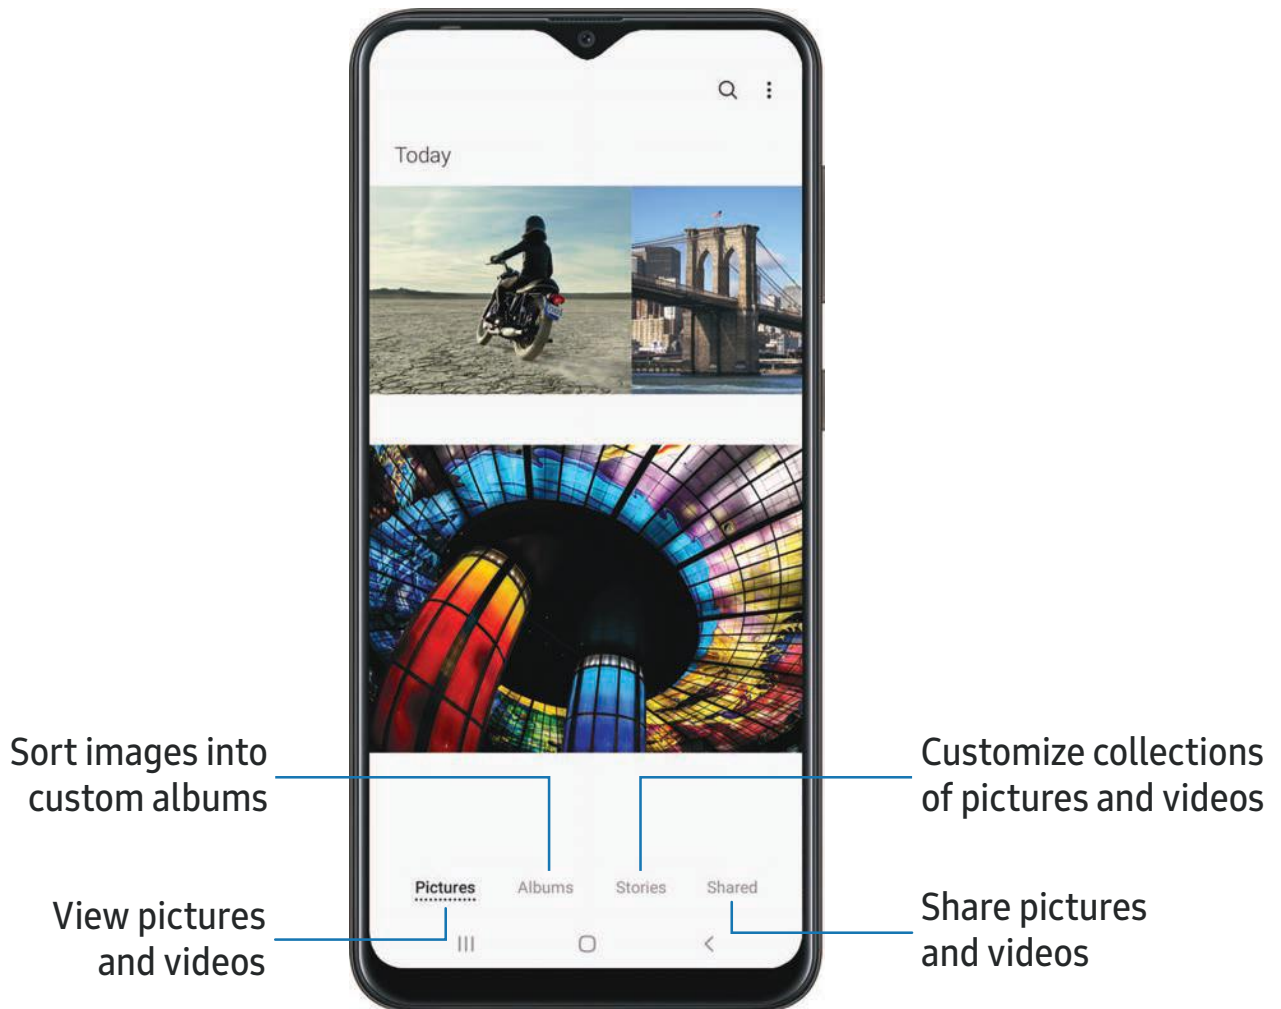 Today
Sort images into
custom albums
Customize collections
of pictures and videos
Pictures Albums Stories Shared
View pictures
and videos
Share pictures
and videos